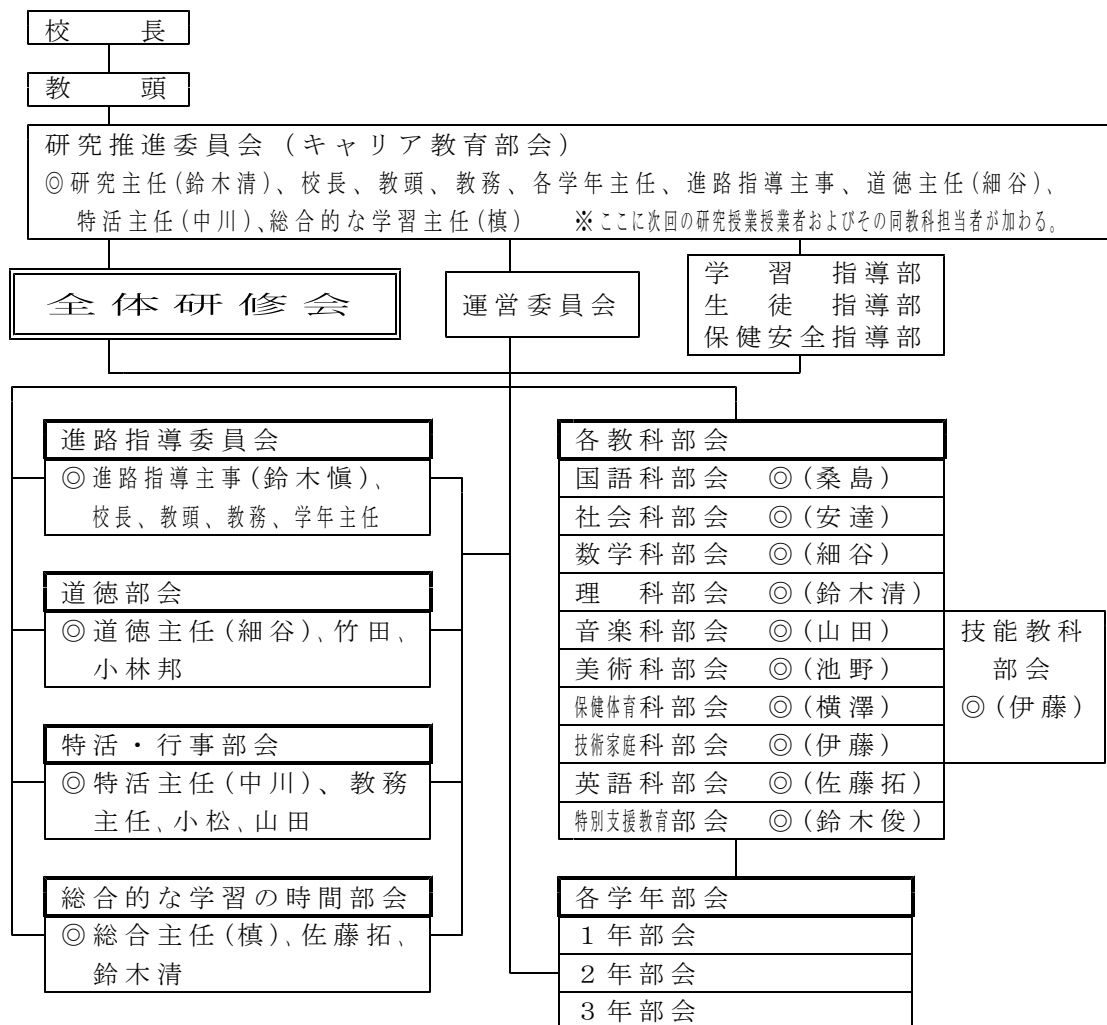 校長
教頭
研究推進委員会（キャリア教育部会）
◎研究主任(鈴木清)、校長、教頭、教務、各学年主任、進路指導主事、道徳主任(細谷)、
特活主任(中川)、総合的な学習主任(槙)　※ここに次回の研究授業授業者およびその同教科担当者が加わる。
全体研修会
運営委員会
学習指導部
生徒指導部
保健安全指導部
進路指導委員会
◎進路指導主事(鈴木愼)、
校長、教頭、教務、学年主任
道徳部会
◎道徳主任(細谷)、竹田、
小林邦
特活・行事部会
◎特活主任(中川)、教務
主任、小松、山田
総合的な学習の時間部会
◎総合主任(槙)、佐藤拓、
鈴木清
各教科部会
国語科部会　◎(桑島)
社会科部会　◎(安達)
数学科部会　◎(細谷)
理　科部会　◎(鈴木清)
音楽科部会　◎(山田)
美術科部会　◎(池野)
保健体育科部会　◎(横澤)
技術家庭科部会　◎(伊藤)
英語科部会　◎(佐藤拓)
特別支援教育部会　◎(鈴木俊)
技能教科
部会
◎(伊藤)
各学年部会
1年部会
2年部会
3年部会